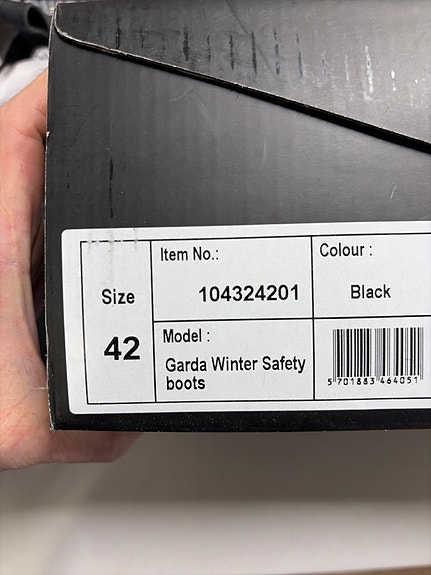 Size
42
Item No.:
104324201
Colour :
Black
Model :
Garda Winter Safety
boots
5 701883 464051